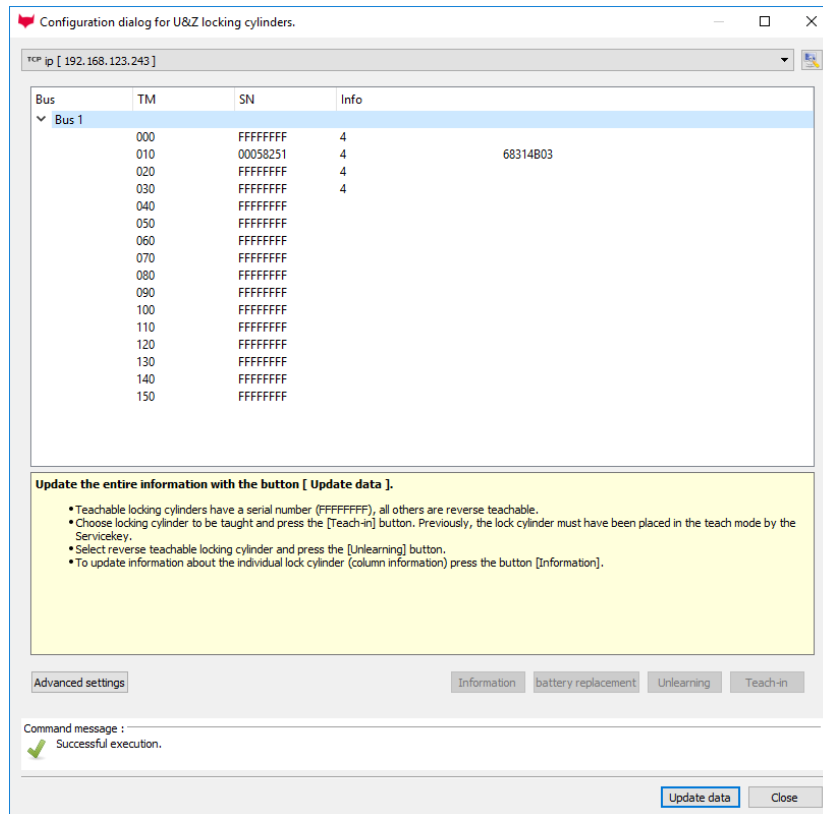 Configuration dialog for U&Z locking cylinders.
TCP ip [ 192.168.123.243 ]
Bus TM SN Info
Bus 1
000 FFFFFFFF 4
010 00058251 4 68314B03
020 FFFFFFFF 4
030 FFFFFFFF 4
040 FFFFFFFF
050 FFFFFFFF
060 FFFFFFFF
070 FFFFFFFF
080 FFFFFFFF
090 FFFFFFFF
100 FFFFFFFF
110 FFFFFFFF
120 FFFFFFFF
130 FFFFFFFF
140 FFFFFFFF
150 FFFFFFFF
Update the entire information with the button [ Update data ].
• Teachable locking cylinders have a serial number (FFFFFFFF), all others are reverse teachable.
• Choose locking cylinder to be taught and press the [Teach-in] button. Previously, the lock cylinder must have been placed in the teach mode by the
Servicekey.
• Select reverse teachable locking cylinder and press the [Unlearning] button.
• To update information about the individual lock cylinder (column information) press the button [Information].
Advanced settings Information battery replacement Unlearning Teach-in
Command message :
Successful execution.
Update data Close